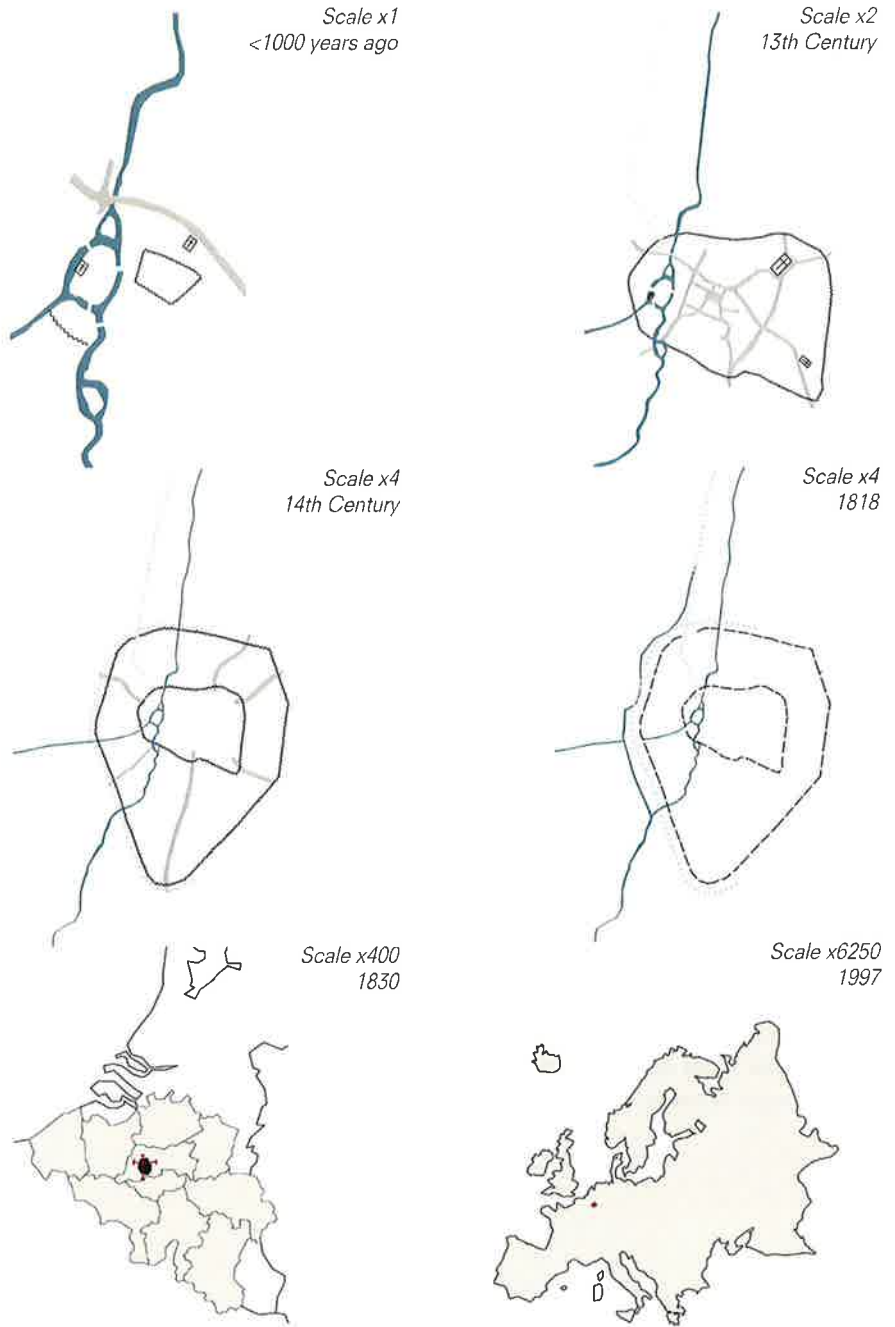 Scale x1
<1000 years ago
Scale x2
13th Century
Scale x4
14th Century
Scale x4
1818
Scale x400
1830
Scale x6250
1997